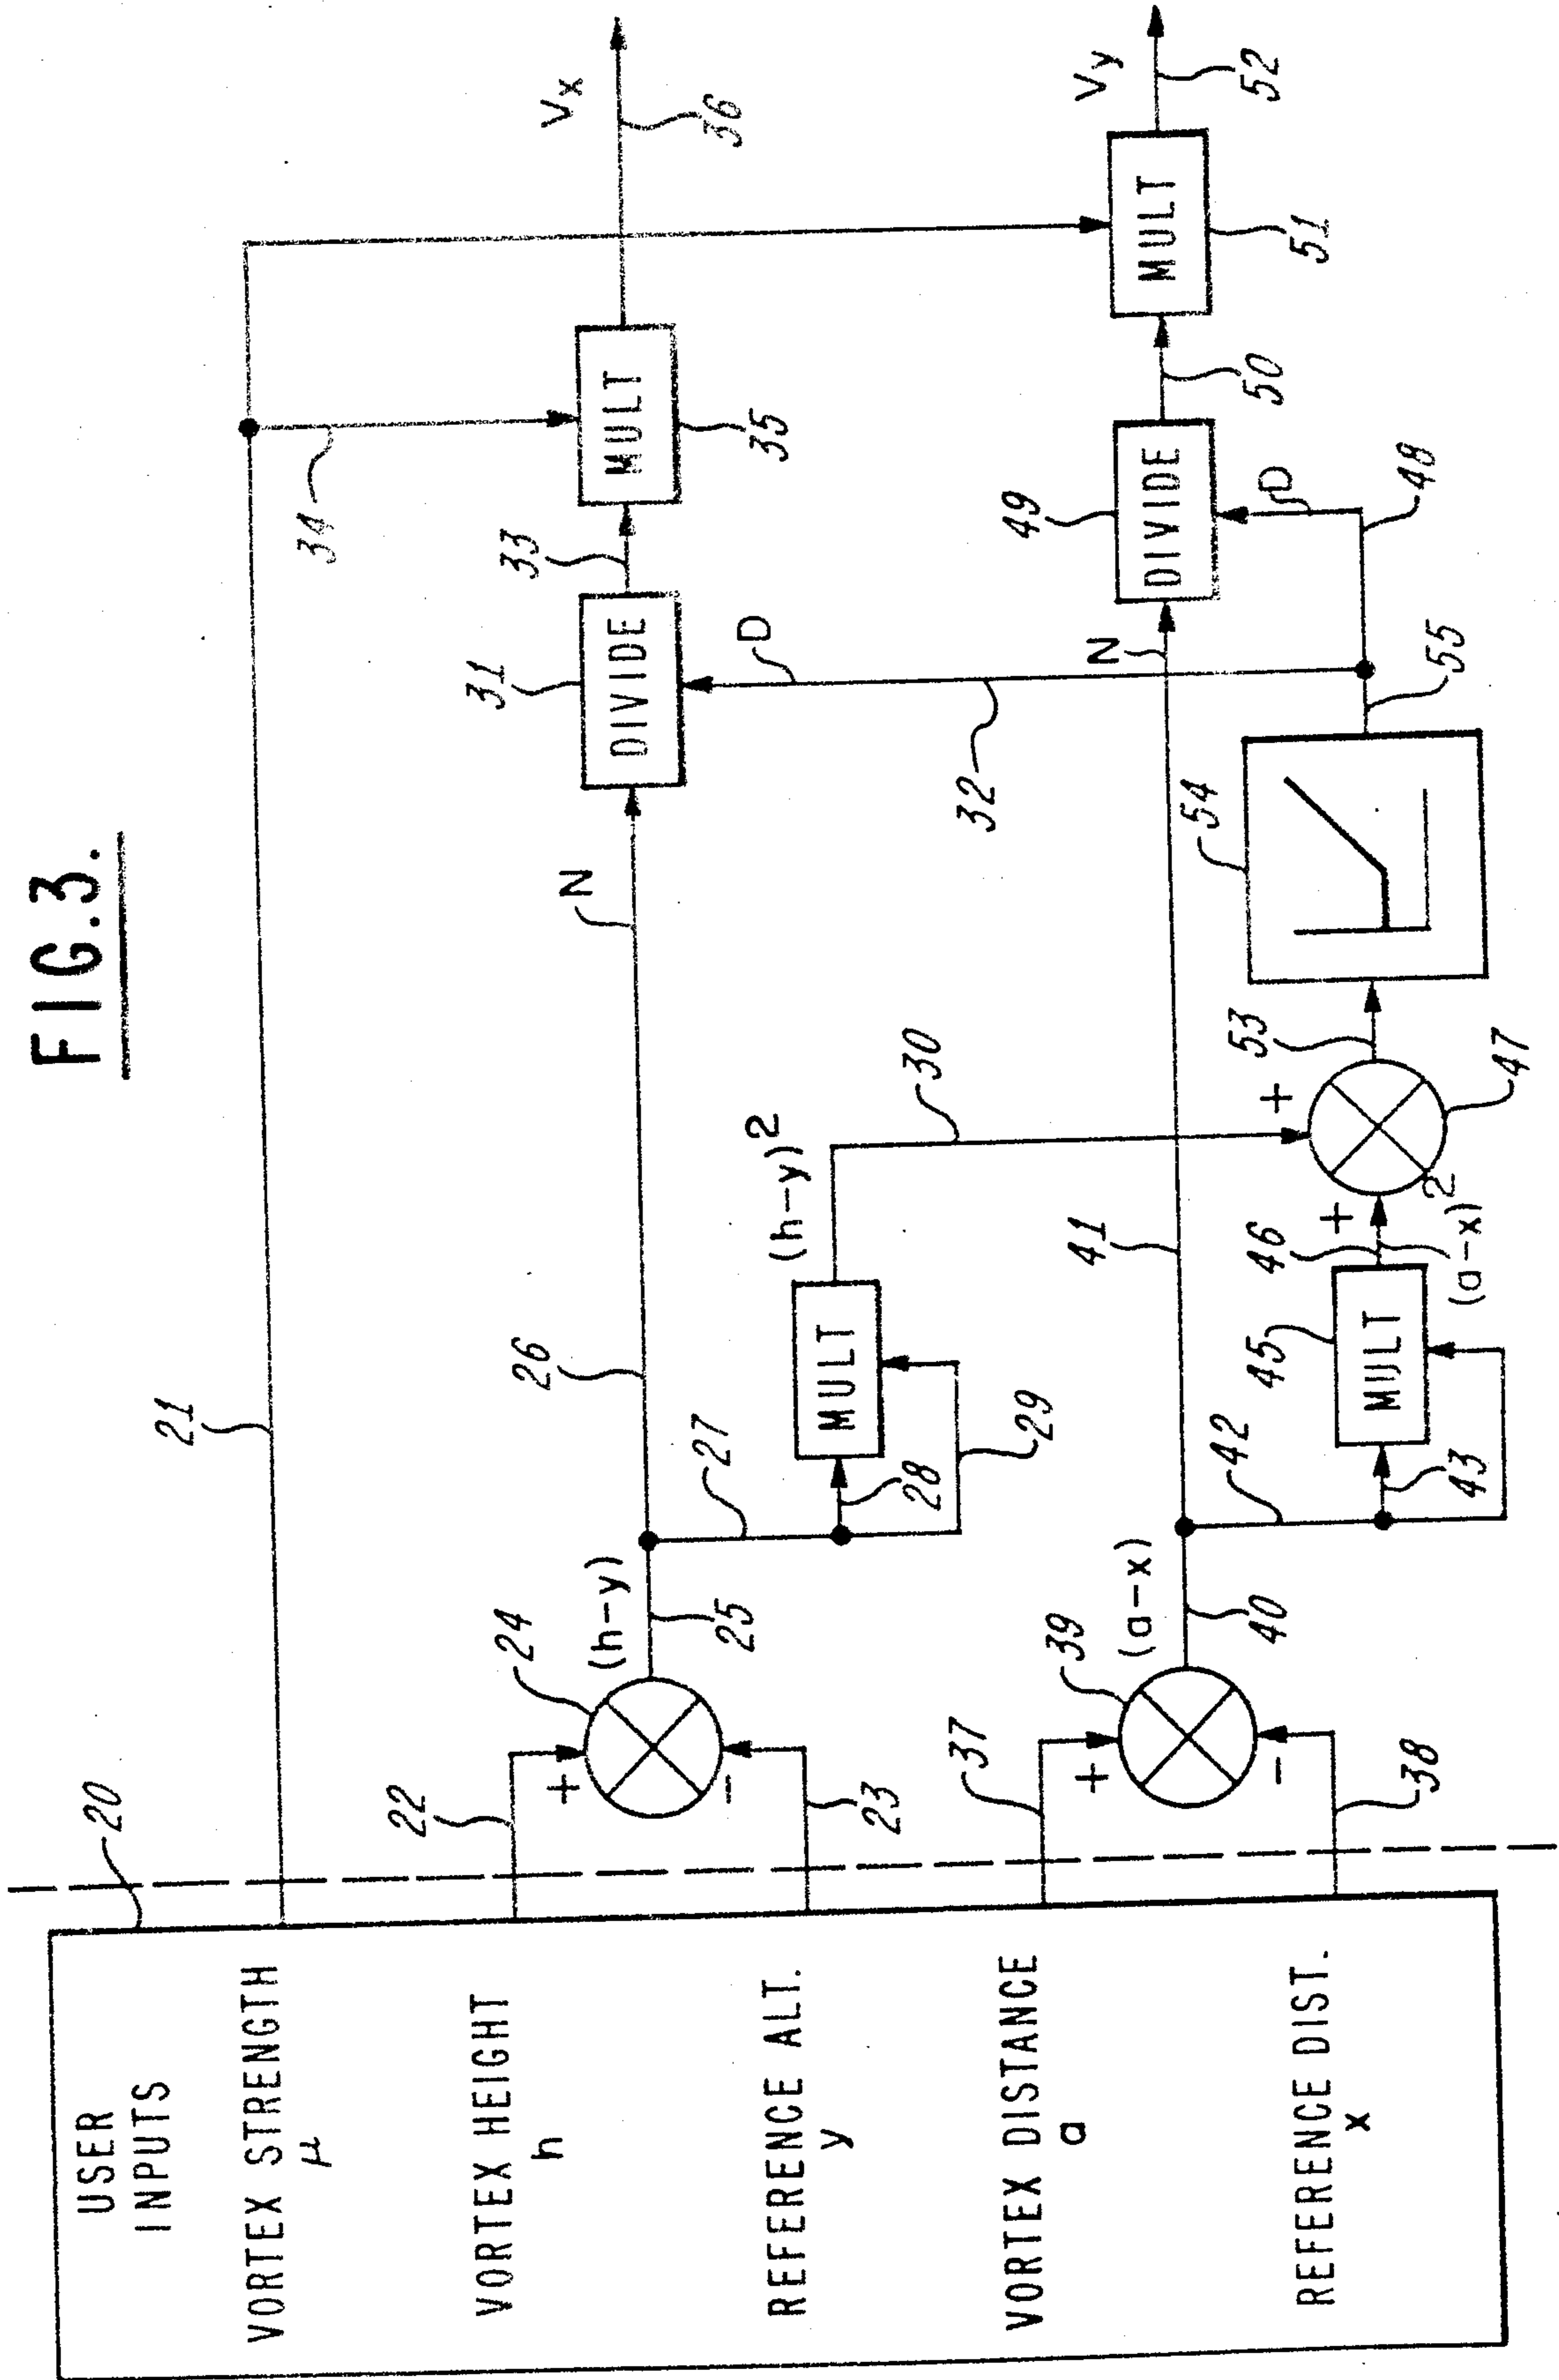 FIG.3.
USER
INPUTS
VORTEX STRENGTH
μ
VORTEX HEIGHT
h
REFERENCE ALT.
y
VORTEX DISTANCE
a
REFERENCE DIST.
x
20
21
22
23
24
(h-y)
25
26
27
28
29
MULT
(h-y)²
30
N
31
DIVIDE
D
32
33
34
MULT
35
Vx
36
37
38
39
(a-x)
40
41
42
43
MULT
45
46
(a-x)²
47
53
54
55
N
48
D
49
DIVIDE
50
MULT
51
Vy
52
+
-
+
-
+
+